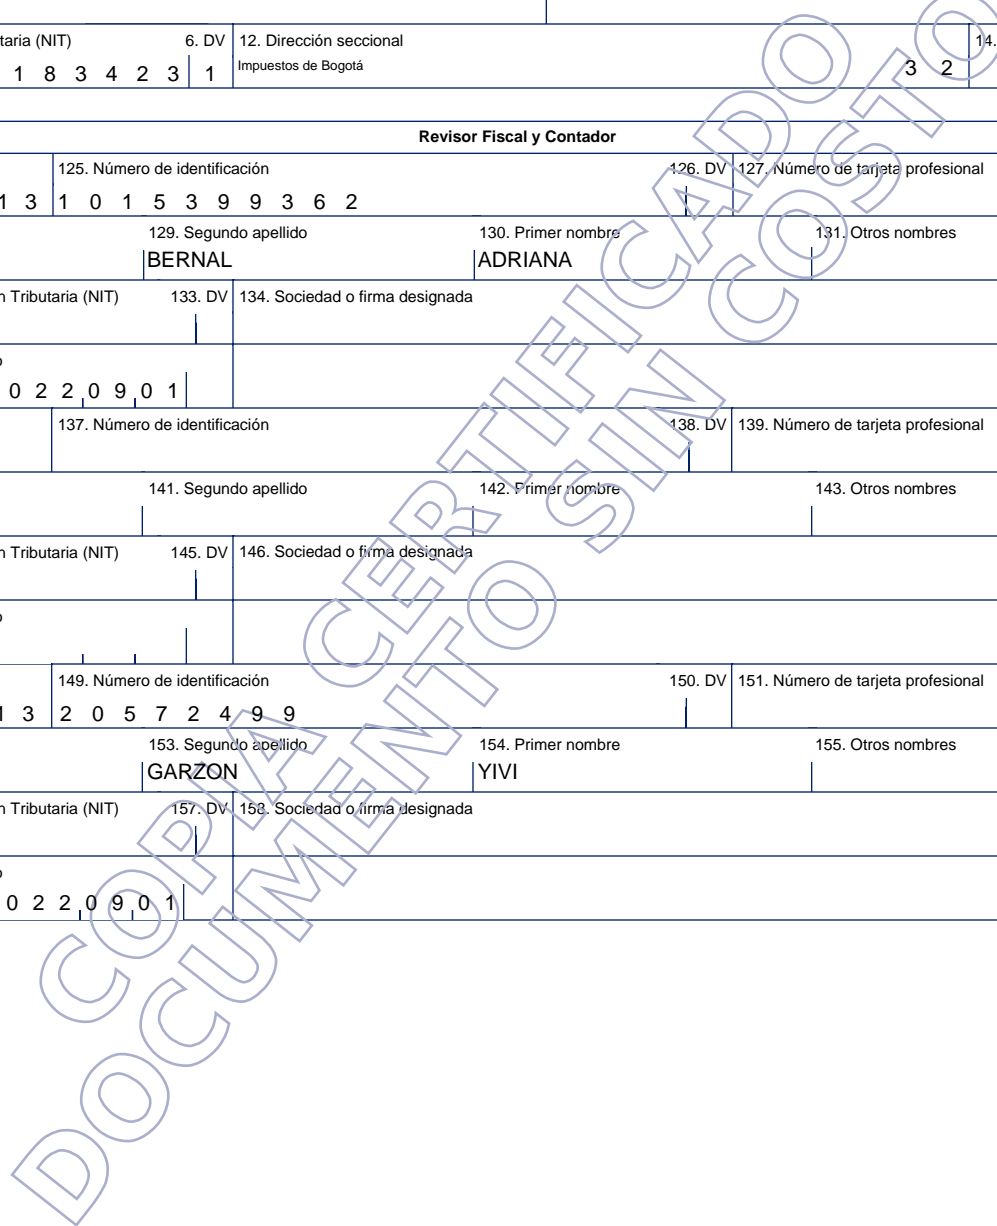 taria (NIT) 6. DV 12. Dirección seccional 14.
1 8 3 4 2 3 1 Impuestos de Bogotá 3 2
Revisor Fiscal y Contador
125. Número de identificación 126. DV 127. Número de tarjeta profesional
1 3 1 0 1 5 3 9 9 3 6 2
129. Segundo apellido 130. Primer nombre 131. Otros nombres
BERNAL ADRIANA
n Tributaria (NIT) 133. DV 134. Sociedad o firma designada
o
0 2 2 0 9 0 1
137. Número de identificación 138. DV 139. Número de tarjeta profesional
141. Segundo apellido 142. Primer nombre 143. Otros nombres
n Tributaria (NIT) 145. DV 146. Sociedad o firma designada
o
149. Número de identificación 150. DV 151. Número de tarjeta profesional
1 3 2 0 5 7 2 4 9 9
153. Segundo apellido 154. Primer nombre 155. Otros nombres
GARZON YIVI
n Tributaria (NIT) 157. DV 158. Sociedad o firma designada
o
0 2 2 0 9 0 1
COPIA CERTIFICADO
DOCUMENTO SIN COSTO